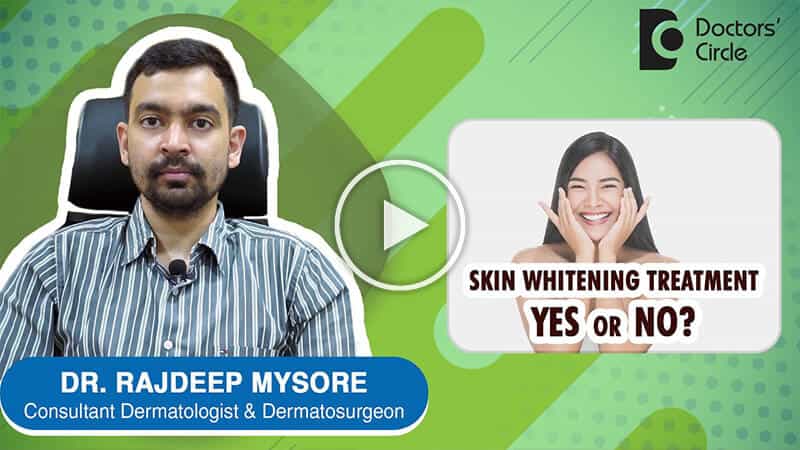 Doctors'
Circle
SKIN WHITENING TREATMENT
YES OR NO?
DR. RAJDEEP MYSORE
Consultant Dermatologist & Dermatosurgeon